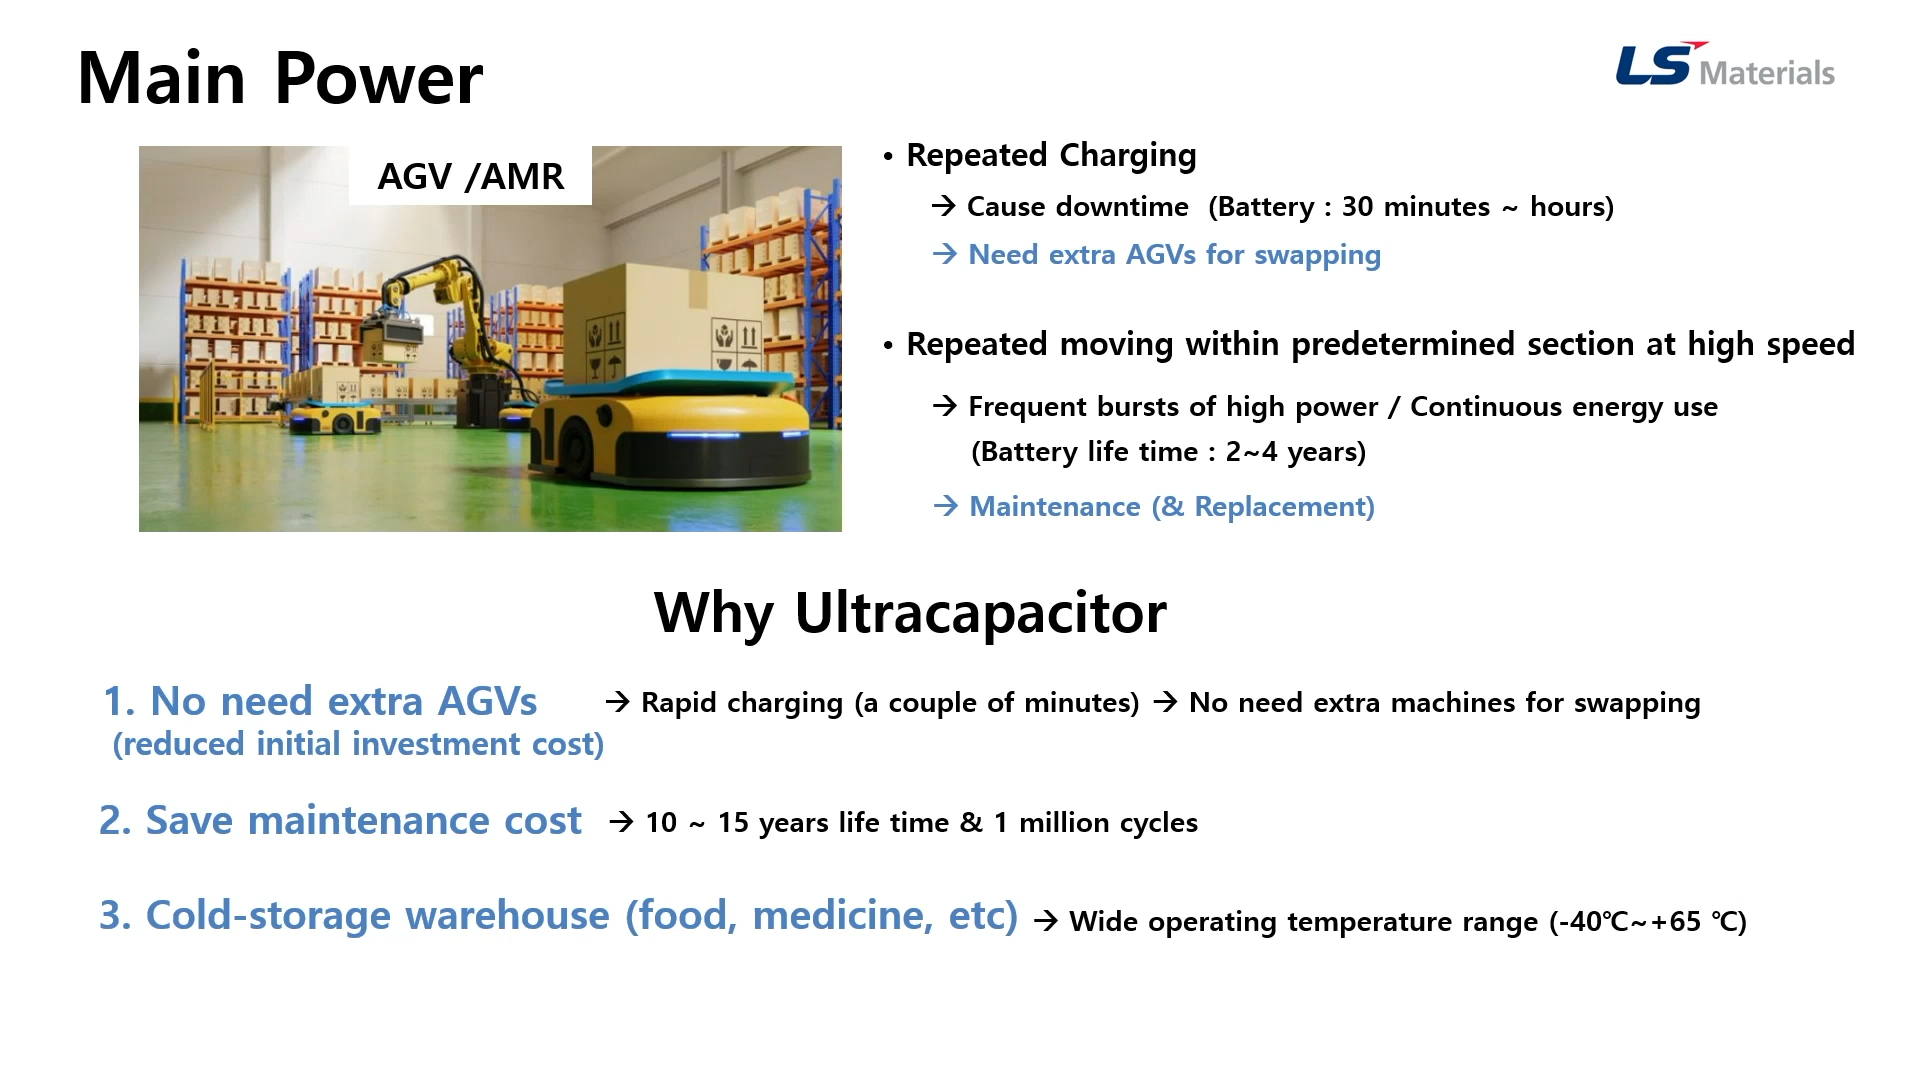 Main Power
LS Materials
AGV /AMR
• Repeated Charging
→ Cause downtime (Battery : 30 minutes ~ hours)
→ Need extra AGVs for swapping
• Repeated moving within predetermined section at high speed
→ Frequent bursts of high power / Continuous energy use
(Battery life time : 2~4 years)
→ Maintenance (& Replacement)
Why Ultracapacitor
1. No need extra AGVs → Rapid charging (a couple of minutes) → No need extra machines for swapping
(reduced initial investment cost)
2. Save maintenance cost → 10 ~ 15 years life time & 1 million cycles
3. Cold-storage warehouse (food, medicine, etc) → Wide operating temperature range (-40℃~+65 ℃)